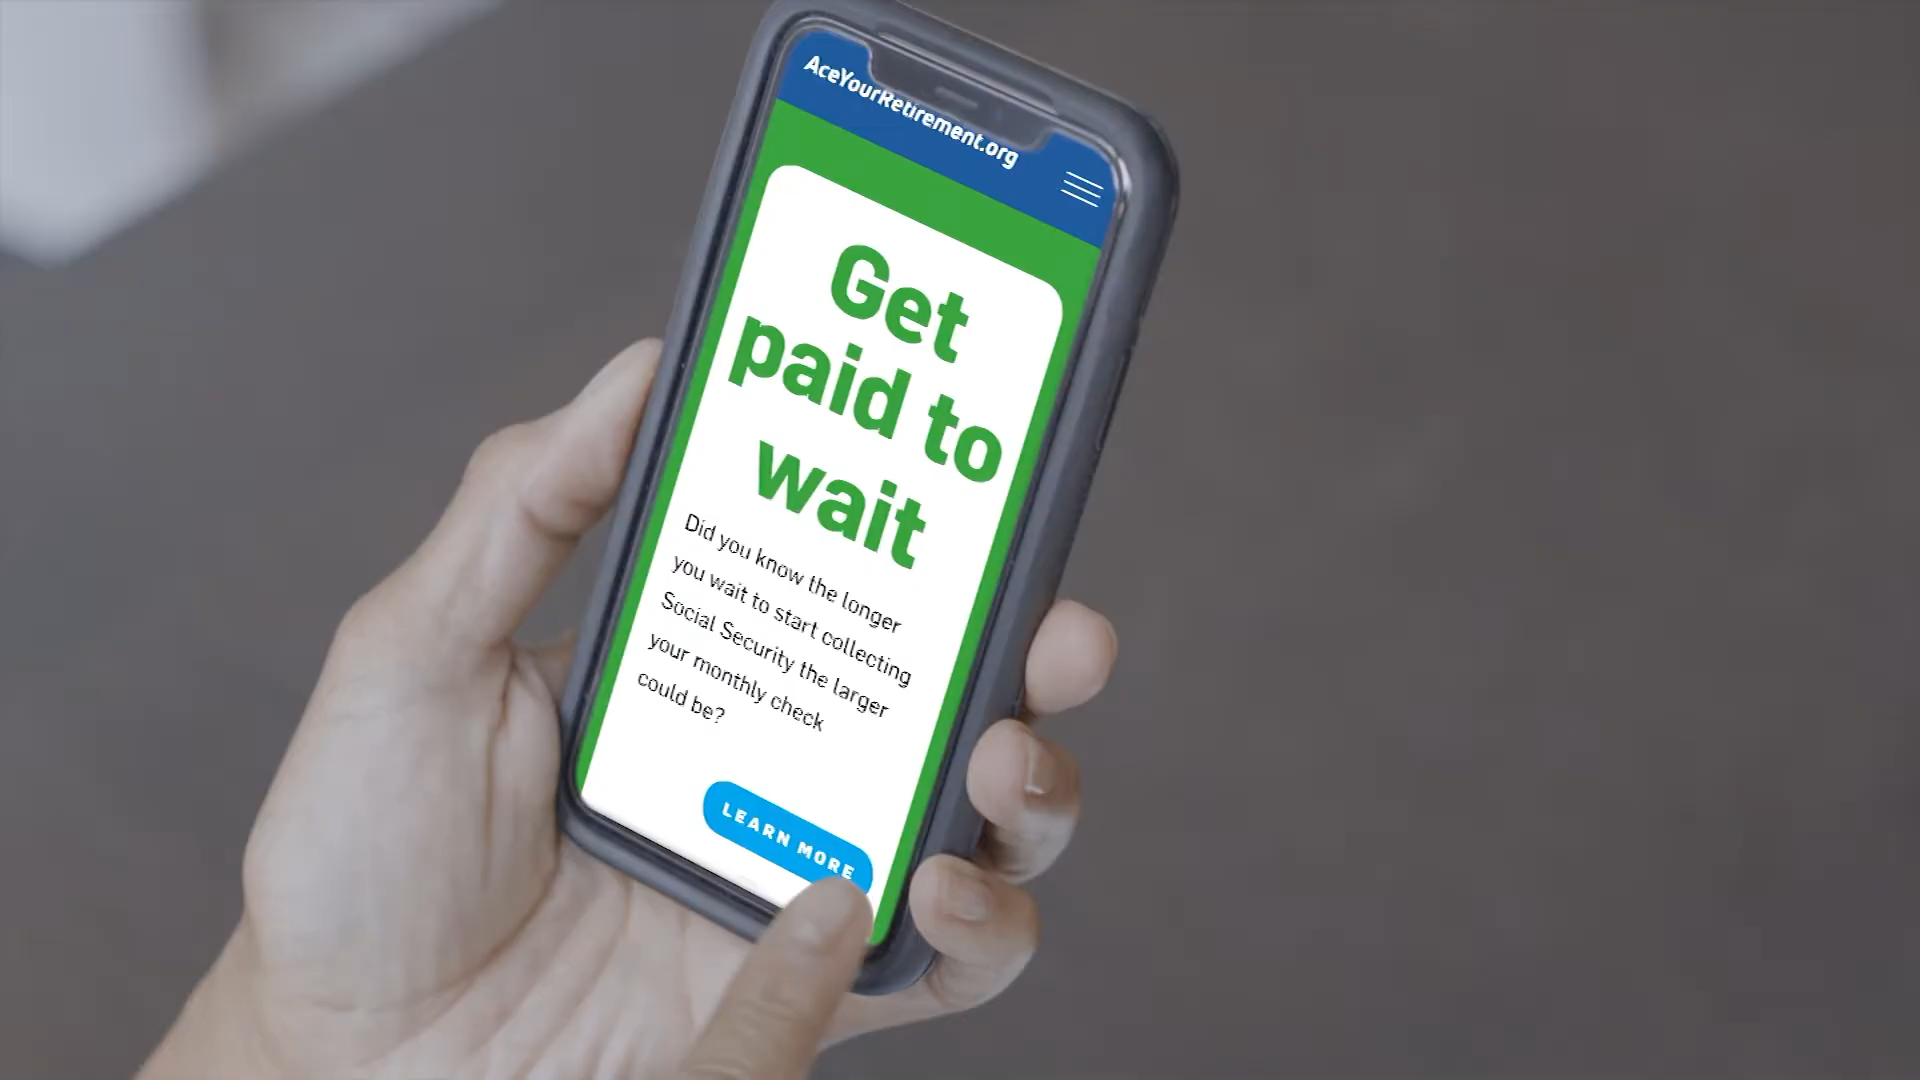 AceYourRetirement.org
Get
paid to
wait
Did you know the longer
you wait to start collecting
Social Security the larger
your monthly check
could be?
LEARN MORE